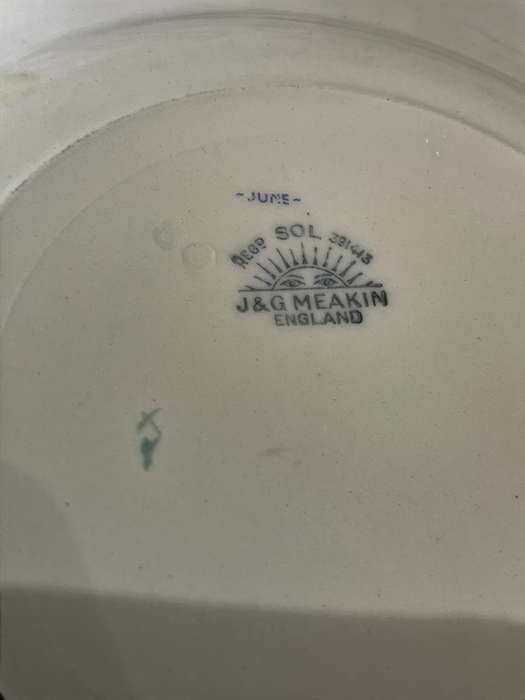 ~JUNE~
REGD SOL 391413
J&G MEAKIN
ENGLAND